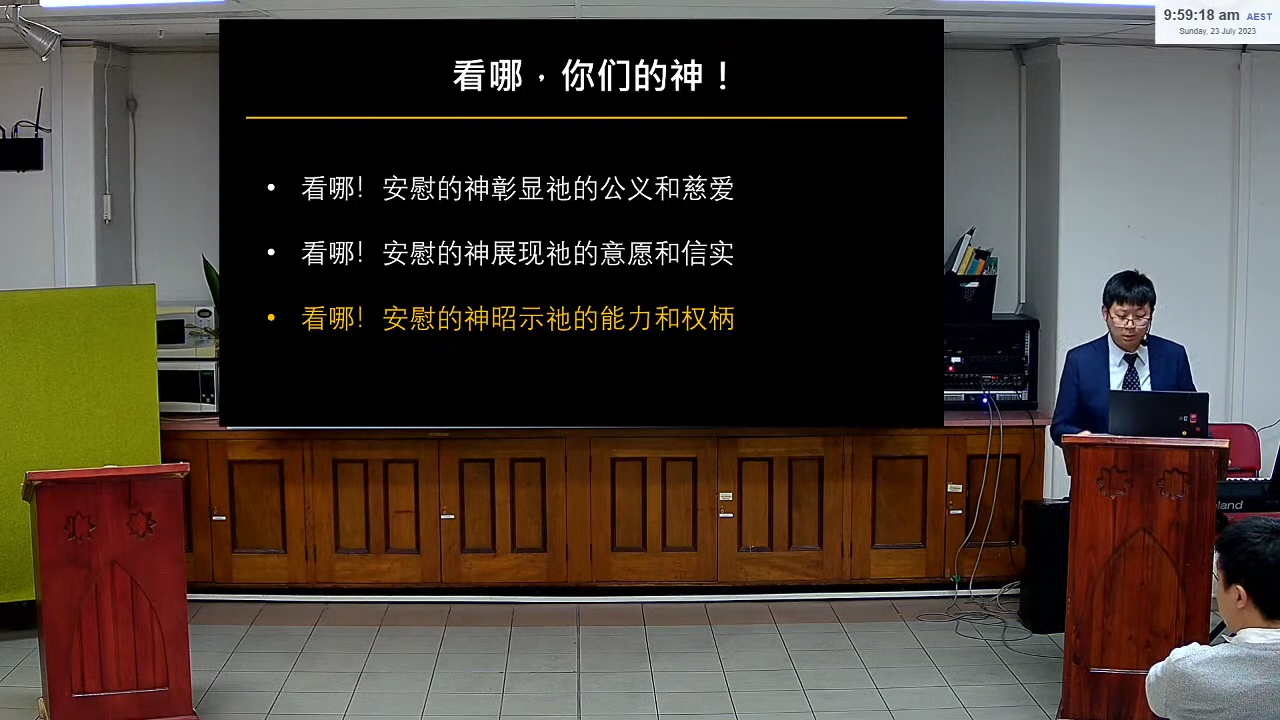 9:59:18 am AEST
Sunday, 23 July 2023
看哪，你们的神！
• 看哪！安慰的神彰显祂的公义和慈爱
• 看哪！安慰的神展现祂的意愿和信实
• 看哪！安慰的神昭示祂的能力和权柄
land